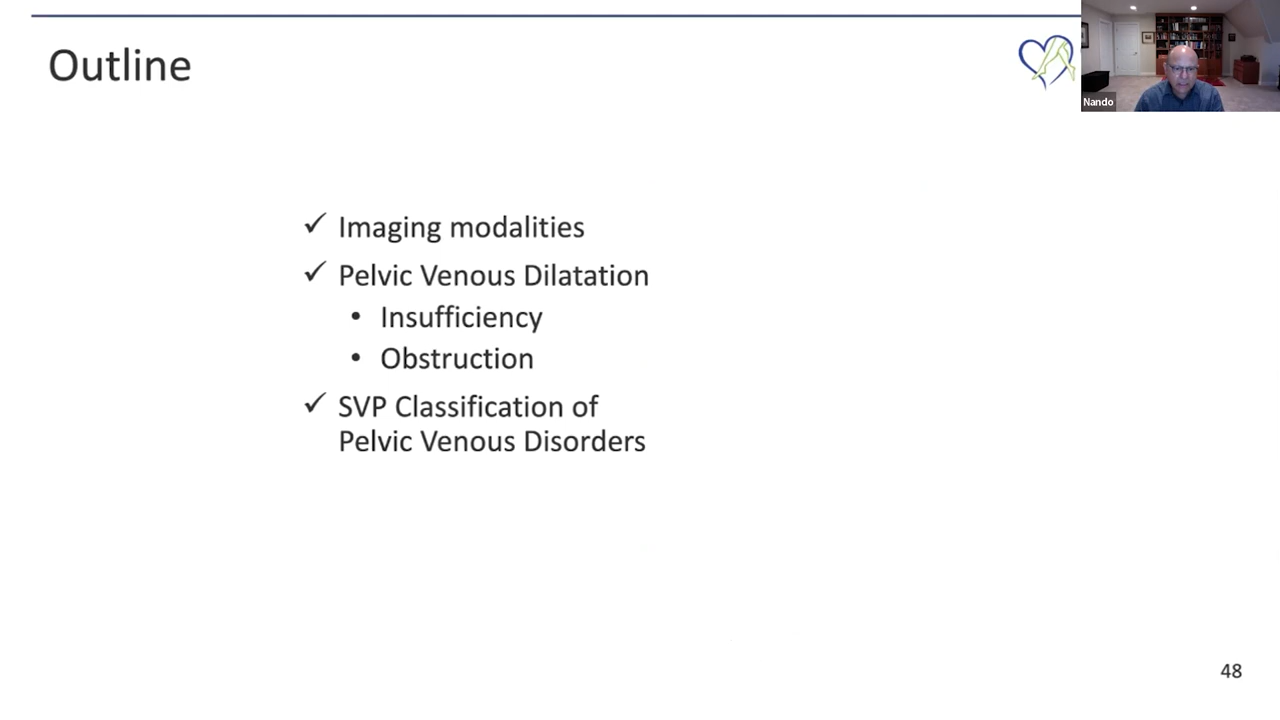 Outline
Nando
✓ Imaging modalities
✓ Pelvic Venous Dilatation
• Insufficiency
• Obstruction
✓ SVP Classification of
Pelvic Venous Disorders
48